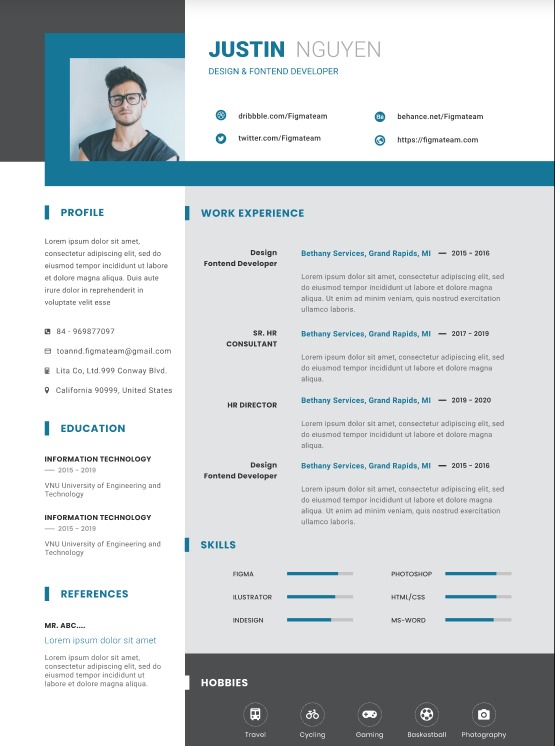 JUSTIN NGUYEN
DESIGN & FONTEND DEVELOPER
dribbble.com/Figmateam
Be behance.net/Figmateam
twitter.com/Figmateam
https://figmateam.com
PROFILE
Lorem ipsum dolor sit amet,
consectetur adipiscing elit, sed do
eiusmod tempor incididunt ut labore
et dolore magna aliqua. Duis aute
irure dolor in reprehenderit in
voluptate velit esse
84 - 969877097
toannd.figmateam@gmail.com
Lita Co, Ltd.999 Conway Blvd.
California 90999, United States
EDUCATION
INFORMATION TECHNOLOGY
2015 - 2019
VNU University of Engineering and
Technology
INFORMATION TECHNOLOGY
2015 - 2019
VNU University of Engineering and
Technology
REFERENCES
MR. ABC....
Lorem ipsum dolor sit amet
Lorem ipsum dolor sit amet,
consectetur adipiscing elit, sed do
eiusmod tempor incididunt ut
labore et dolore magna aliqua.
WORK EXPERIENCE
Design
Fontend Developer
Bethany Services, Grand Rapids, MI — 2015 - 2016
Lorem ipsum dolor sit amet, consectetur adipiscing elit, sed
do eiusmod tempor incididunt ut labore et dolore magna
aliqua. Ut enim ad minim veniam, quis nostrud exercitation
ullamco laboris.
SR. HR
CONSULTANT
Bethany Services, Grand Rapids, MI — 2017 - 2019
Lorem ipsum dolor sit amet, consectetur adipiscing elit, sed
do eiusmod tempor incididunt ut labore et dolore magna
aliqua.
HR DIRECTOR
Bethany Services, Grand Rapids, MI — 2019 - 2020
Lorem ipsum dolor sit amet, consectetur adipiscing elit, sed
do eiusmod tempor incididunt ut labore et dolore magna
aliqua.
Design
Fontend Developer
Bethany Services, Grand Rapids, MI — 2015 - 2016
Lorem ipsum dolor sit amet, consectetur adipiscing elit, sed
do eiusmod tempor incididunt ut labore et dolore magna
aliqua. Ut enim ad minim veniam, quis nostrud exercitation
ullamco laboris.
SKILLS
FIGMA
PHOTOSHOP
ILUSTRATOR
HTML/CSS
INDESIGN
MS-WORD
HOBBIES
Travel
Cycling
Gaming
Baskestball
Photography